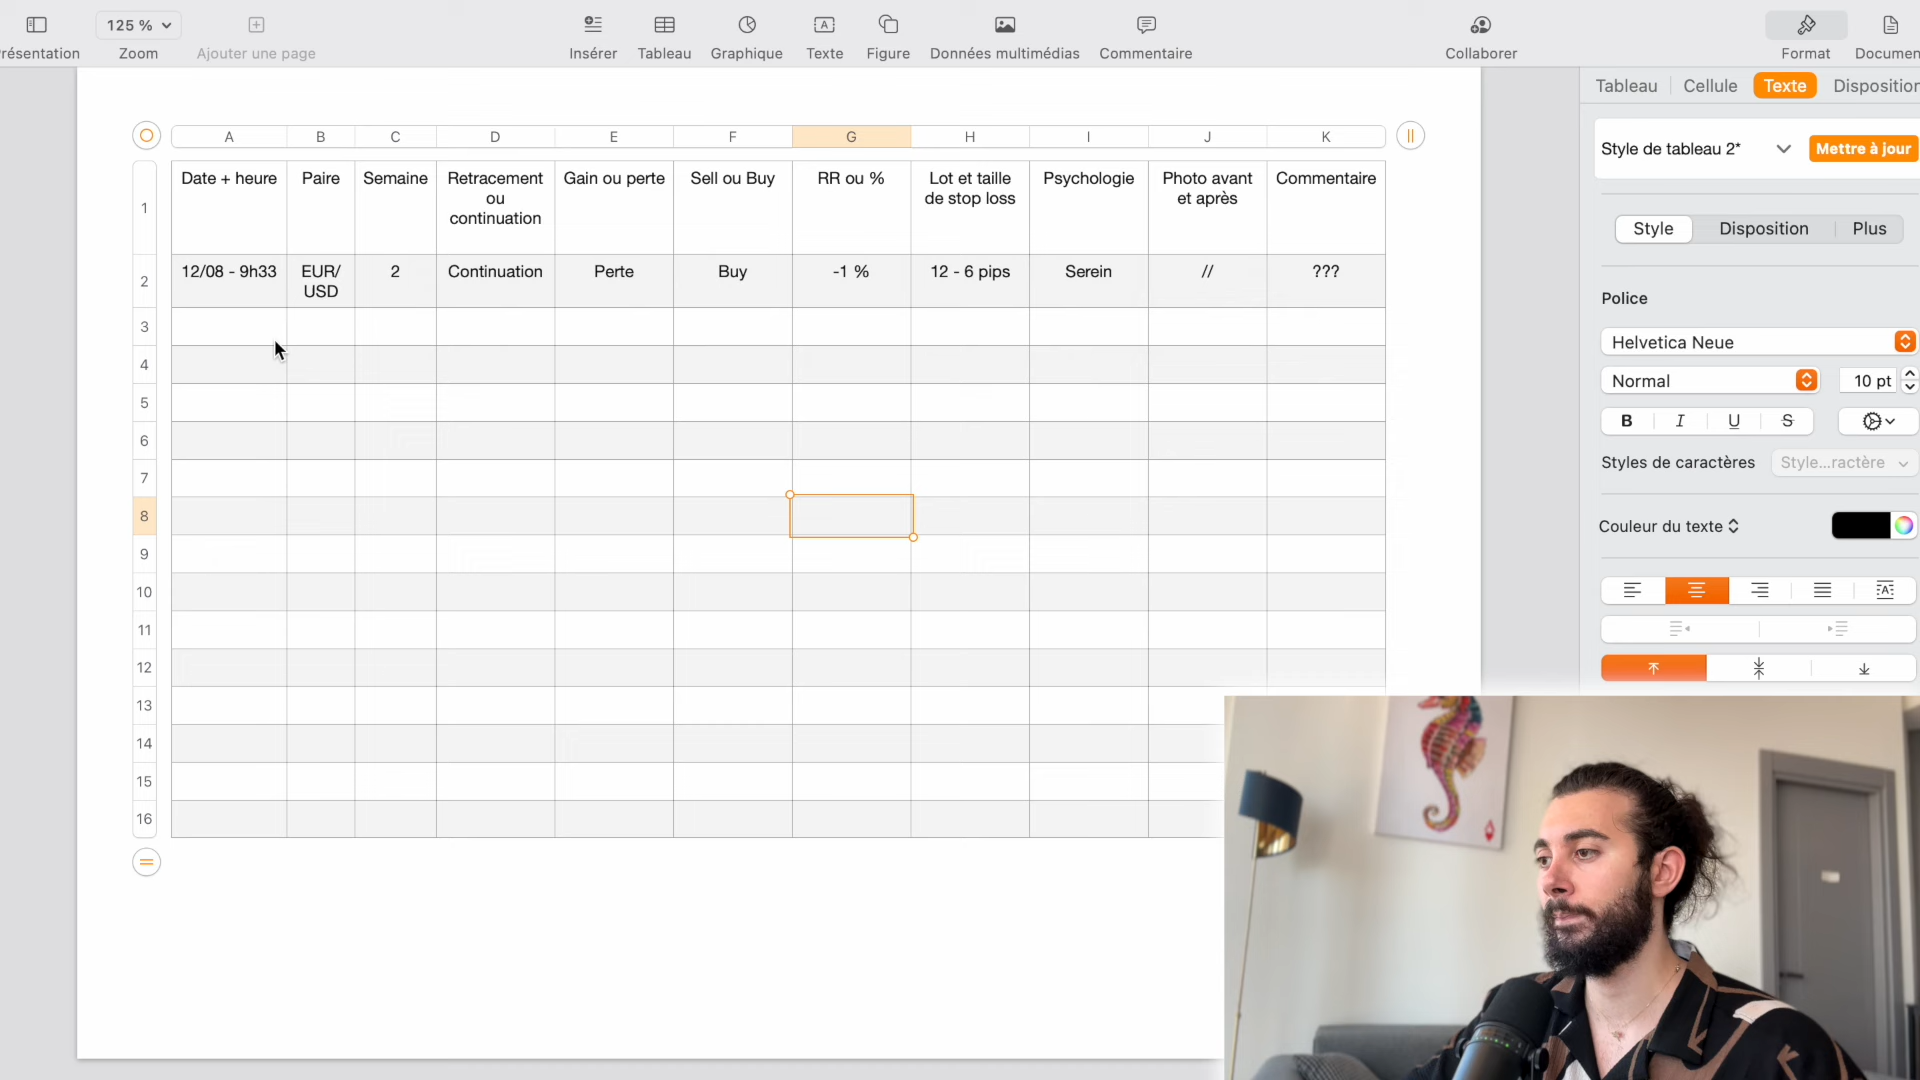 125 %
résentation
Zoom
Ajouter une page
Insérer
Tableau
Graphique
Texte
Figure
Données multimédias
Commentaire
Collaborer
Format
Documen
Tableau
Cellule
Texte
Disposition
Style de tableau 2*
Mettre à jour
Style
Disposition
Plus
Police
Helvetica Neue
Normal
10 pt
B I U S
Styles de caractères
Style...ractère
Couleur du texte
A B C D E F G H I J K
1
Date + heure
Paire
Semaine
Retracement
ou
continuation
Gain ou perte
Sell ou Buy
RR ou %
Lot et taille
de stop loss
Psychologie
Photo avant
et après
Commentaire
2
12/08 - 9h33
EUR/
USD
2
Continuation
Perte
Buy
-1 %
12 - 6 pips
Serein
//
???
3
4
5
6
7
8
9
10
11
12
13
14
15
16